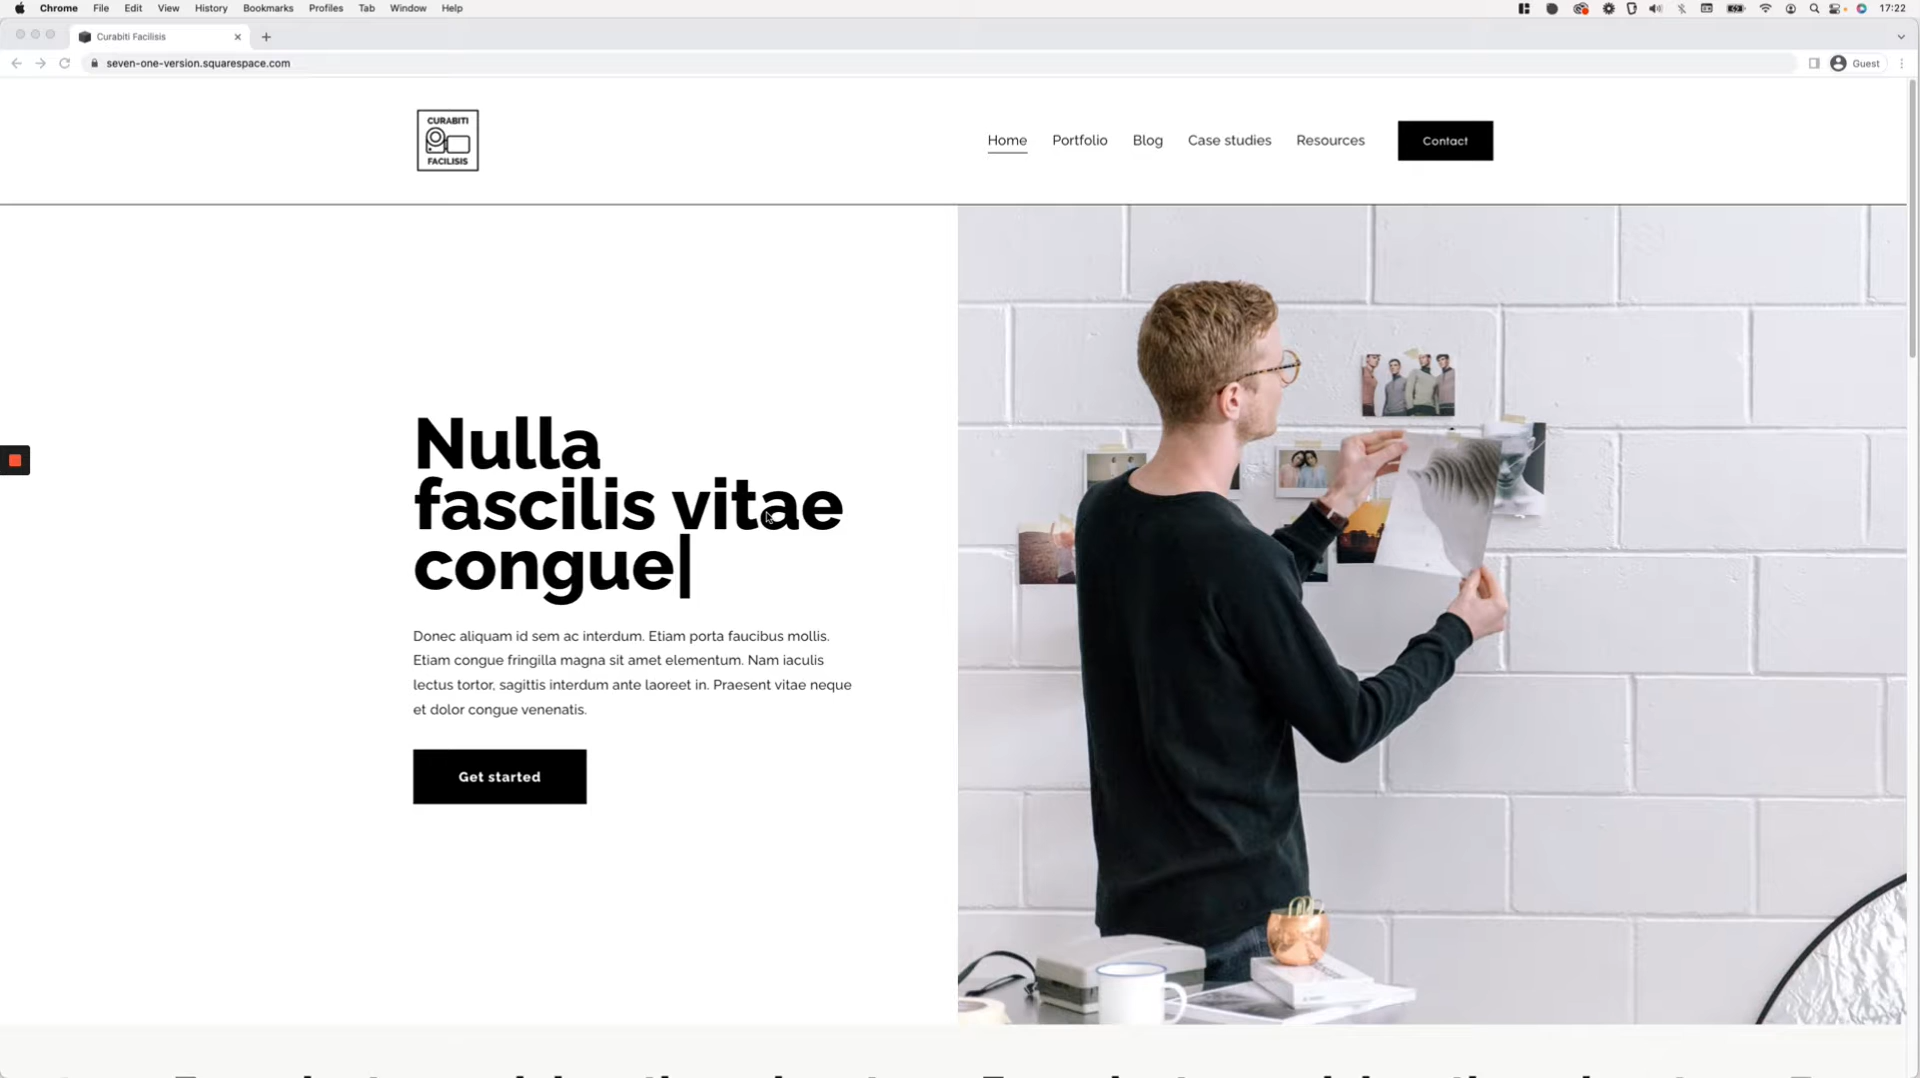 Chrome File Edit View History Bookmarks Profiles Tab Window Help 17:22
Curabiti Facilisis
seven-one-version.squarespace.com Guest
CURABITI
FACILISIS
Home Portfolio Blog Case studies Resources Contact
Nulla
fascilis vitae
congue|
Donec aliquam id sem ac interdum. Etiam porta faucibus mollis.
Etiam congue fringilla magna sit amet elementum. Nam iaculis
lectus tortor, sagittis interdum ante laoreet in. Praesent vitae neque
et dolor congue venenatis.
Get started